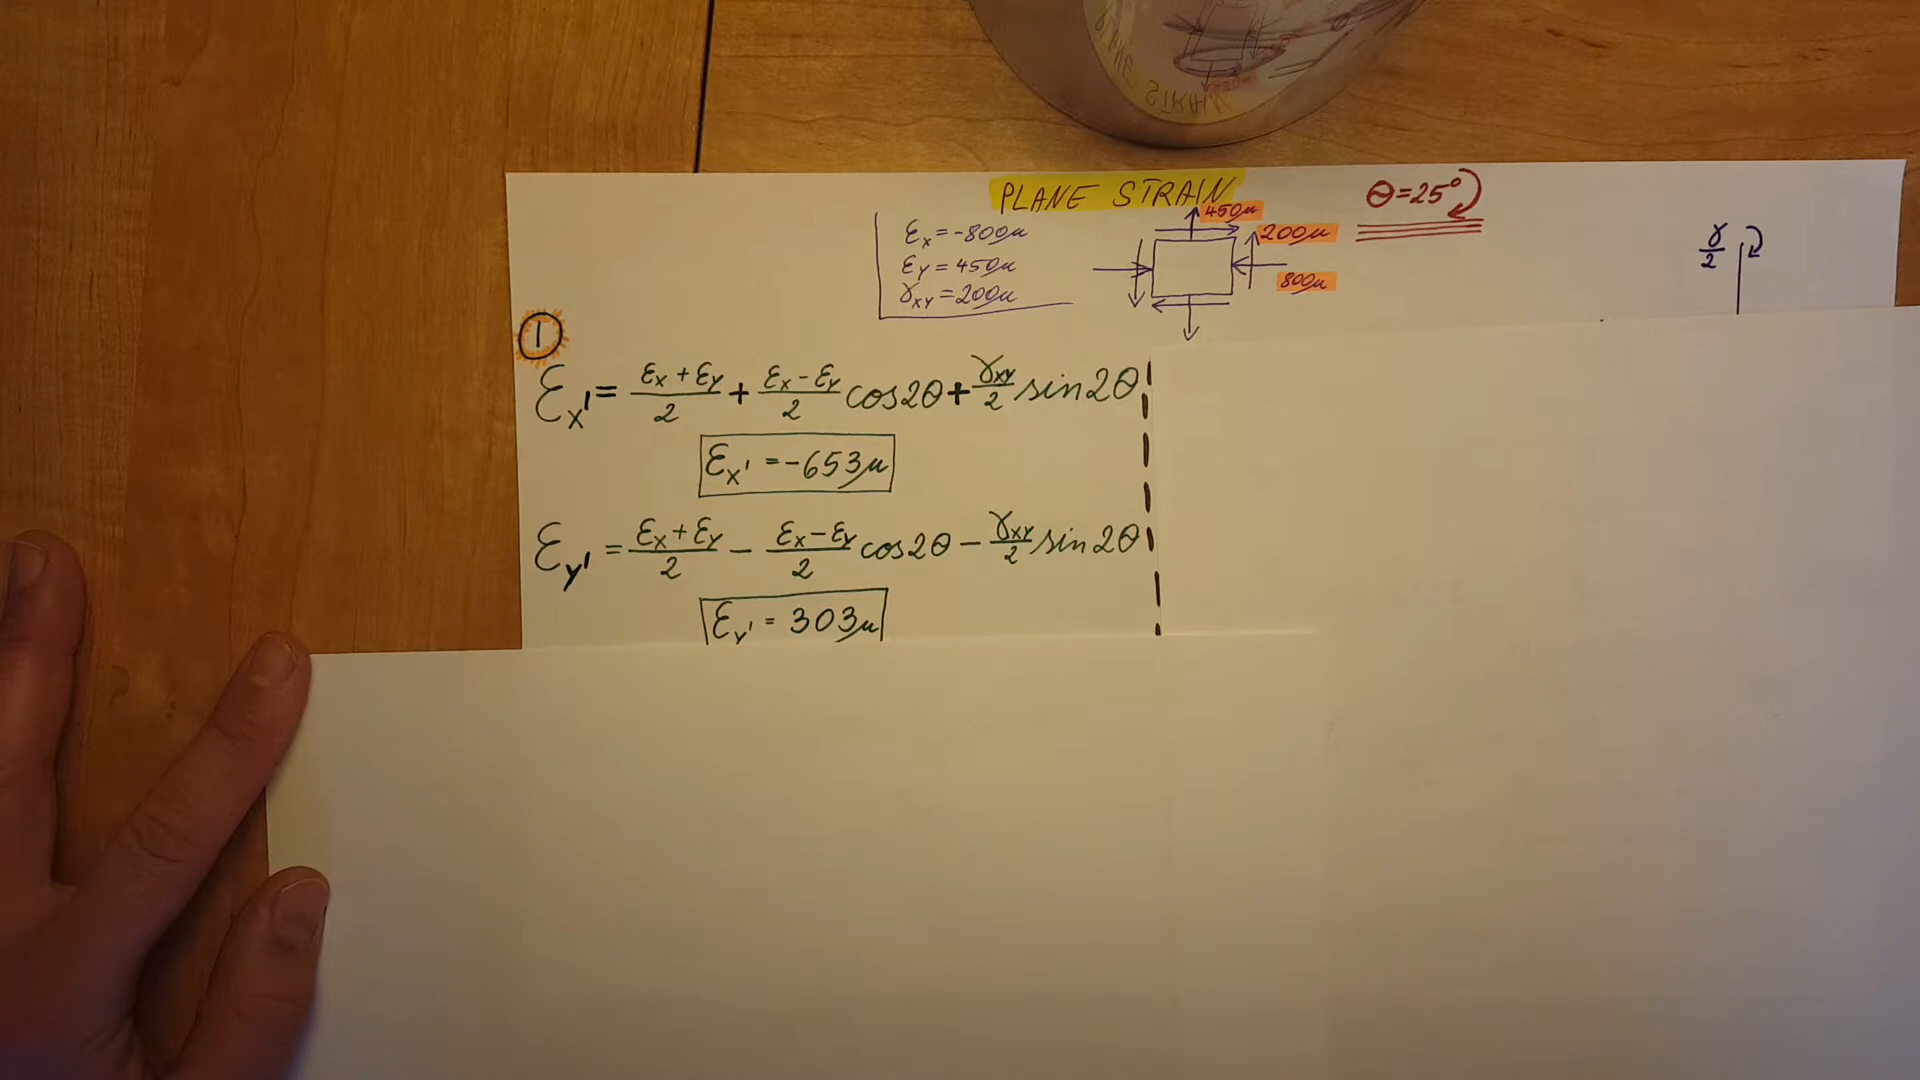 PLANE STRAIN
θ=25°
450μ
εx = -800μ
200μ
εy = 450μ
800μ
γxy = 200μ
γ/2
1
εx' = (εx + εy)/2 + (εx - εy)/2 cos2θ + γxy/2 sin2θ
εx' = -653μ
εy' = (εx + εy)/2 - (εx - εy)/2 cos2θ - γxy/2 sin2θ
εy' = 303μ